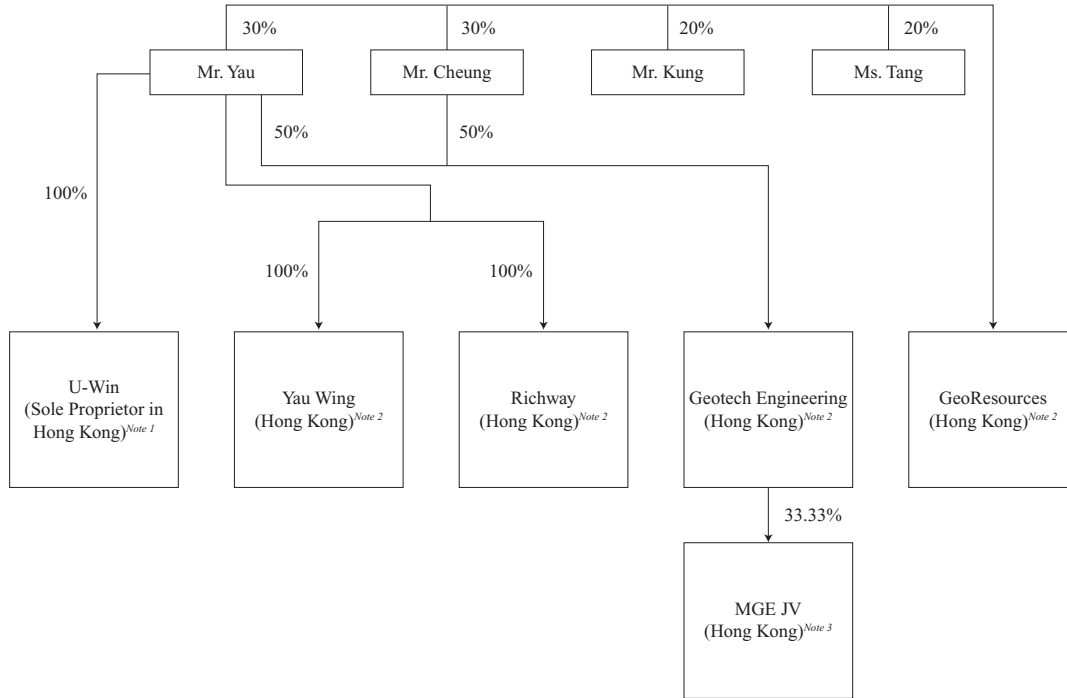 30%
30%
20%
20%
Mr. Yau
Mr. Cheung
Mr. Kung
Ms. Tang
50%
50%
100%
100%
100%
U-Win
(Sole Proprietor in
Hong Kong)Note 1
Yau Wing
(Hong Kong)Note 2
Richway
(Hong Kong)Note 2
Geotech Engineering
(Hong Kong)Note 2
GeoResources
(Hong Kong)Note 2
33.33%
MGE JV
(Hong Kong)Note 3